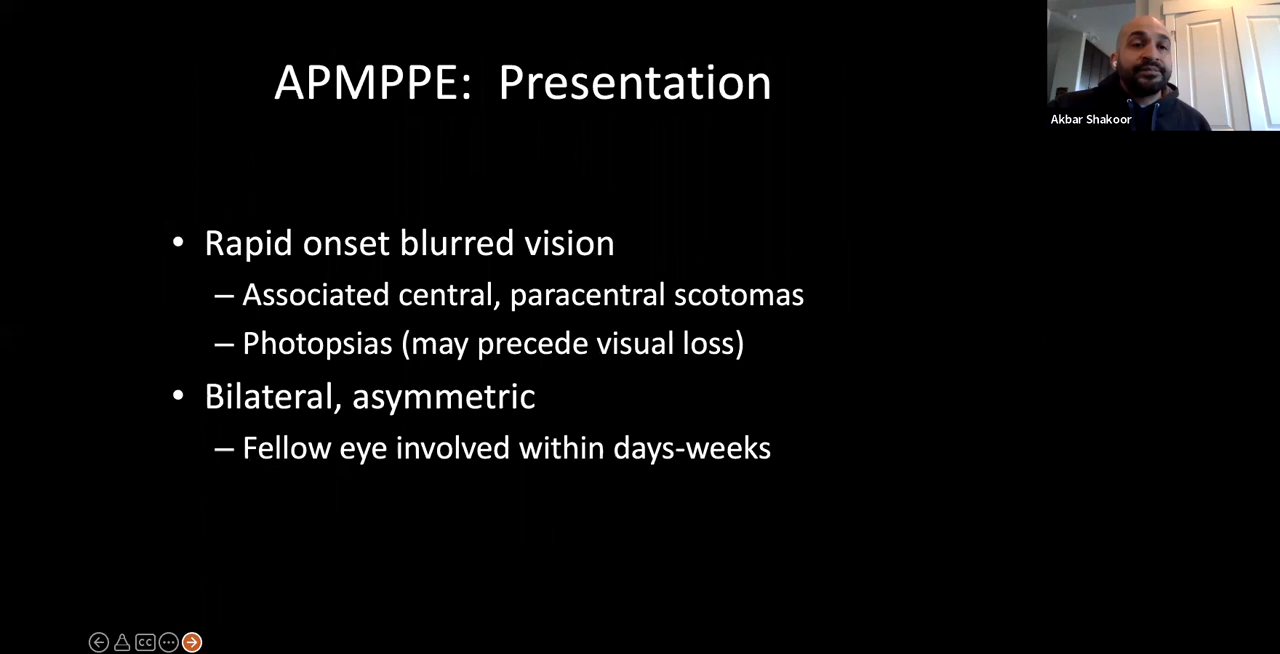 APMPPE: Presentation
Akbar Shakoor
• Rapid onset blurred vision
– Associated central, paracentral scotomas
– Photopsias (may precede visual loss)
• Bilateral, asymmetric
– Fellow eye involved within days-weeks
CC